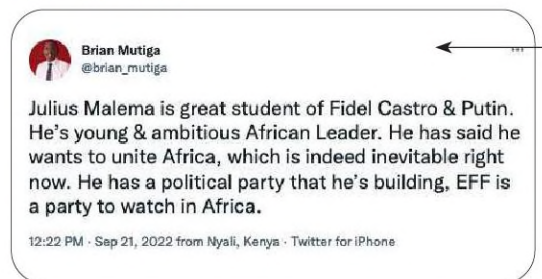 Brian Mutiga
@brian_mutiga
Julius Malema is great student of Fidel Castro & Putin.
He's young & ambitious African Leader. He has said he
wants to unite Africa, which is indeed inevitable right
now. He has a political party that he's building, EFF is
a party to watch in Africa.
12:22 PM · Sep 21, 2022 from Nyali, Kenya · Twitter for iPhone